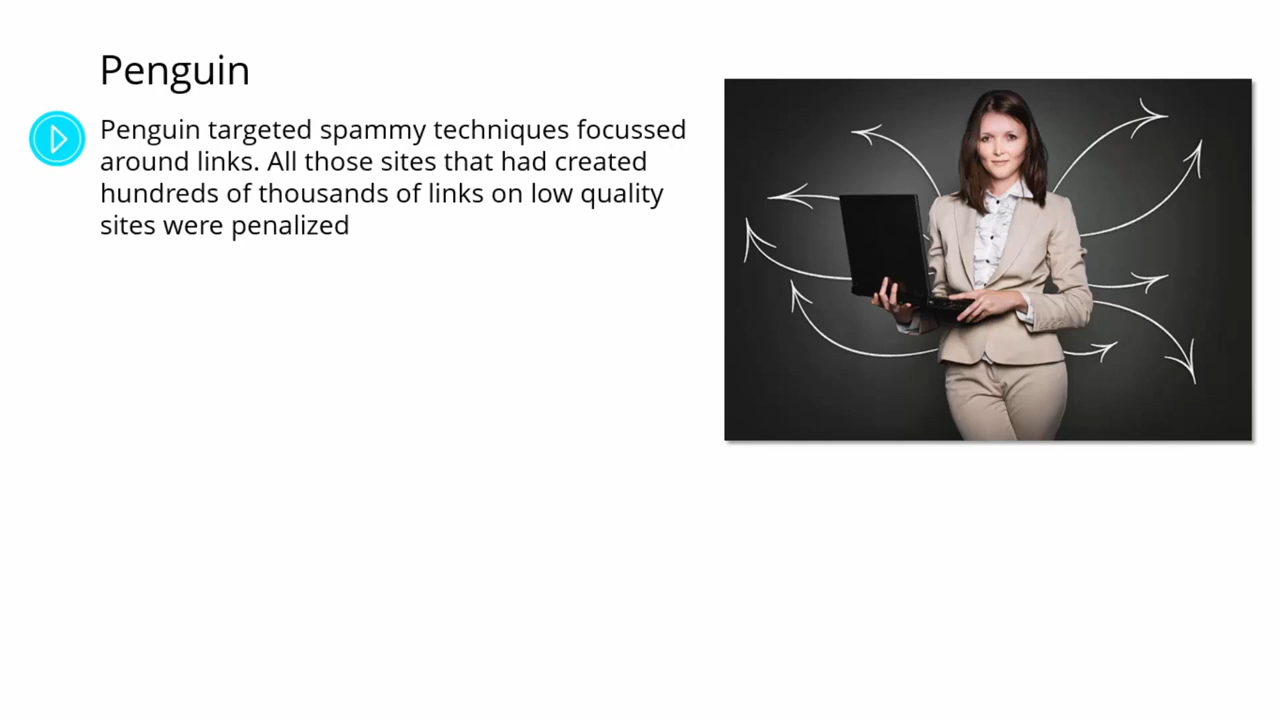 Penguin
Penguin targeted spammy techniques focussed
around links. All those sites that had created
hundreds of thousands of links on low quality
sites were penalized